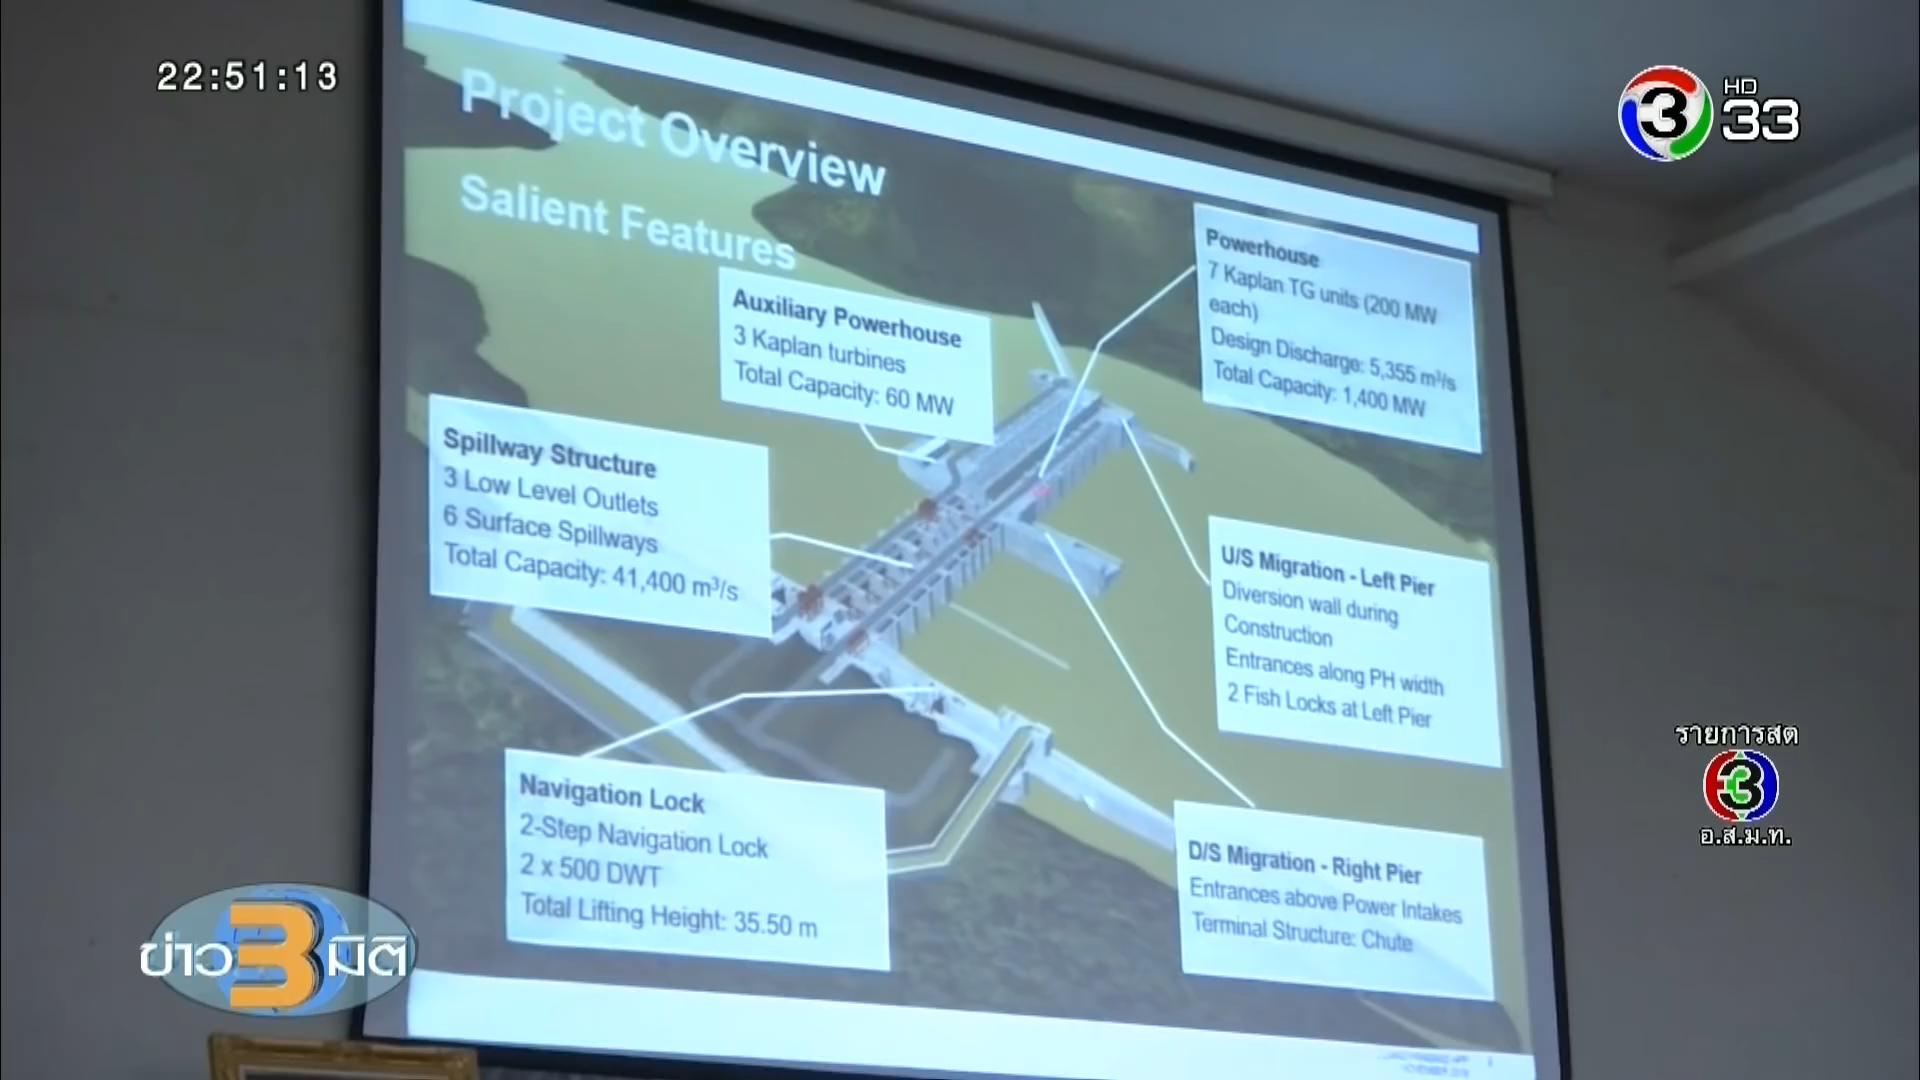 22:51:13
3 HD
33
Project Overview
Salient Features
Powerhouse
7 Kaplan TG units (200 MW
each)
Design Discharge: 5,355 m³/s
Total Capacity: 1,400 MW
Auxiliary Powerhouse
3 Kaplan turbines
Total Capacity: 60 MW
Spillway Structure
3 Low Level Outlets
6 Surface Spillways
Total Capacity: 41,400 m³/s
U/S Migration - Left Pier
Diversion wall during
Construction
Entrances along PH width
2 Fish Locks at Left Pier
Navigation Lock
2-Step Navigation Lock
2 x 500 DWT
Total Lifting Height: 35.50 m
D/S Migration - Right Pier
Entrances above Power Intakes
Terminal Structure: Chute
รายการสด
3
อ.ส.ม.ท.
ข่าว3มิติ